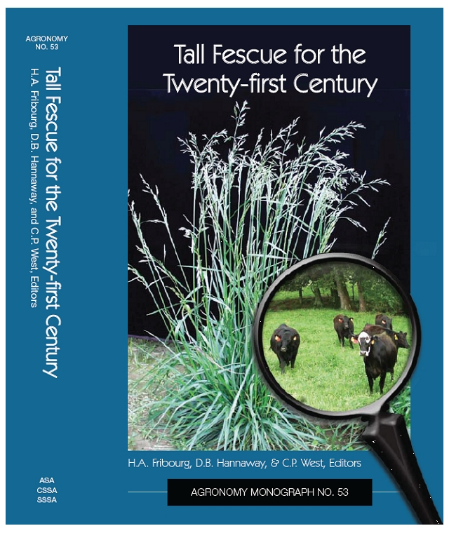 AGRONOMY
NO. 53
Tall Fescue for the Twenty-first Century
H.A. Fribourg, D.B. Hannaway, and C.P. West, Editors
ASA
CSSA
SSSA
Tall Fescue for the
Twenty-first Century
H.A. Fribourg, D.B. Hannaway, & C.P. West, Editors
AGRONOMY MONOGRAPH NO. 53